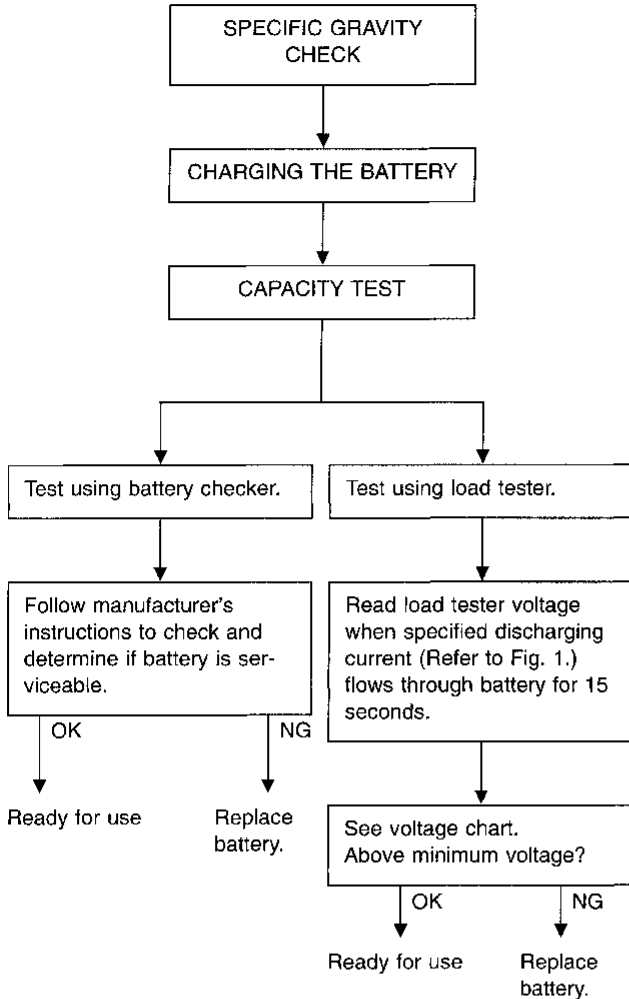 SPECIFIC GRAVITY
CHECK
CHARGING THE BATTERY
CAPACITY TEST
Test using battery checker.
Follow manufacturer's
instructions to check and
determine if battery is ser-
viceable.
OK
NG
Ready for use
Replace
battery.
Test using load tester.
Read load tester voltage
when specified discharging
current (Refer to Fig. 1.)
flows through battery for 15
seconds.
See voltage chart.
Above minimum voltage?
OK
NG
Ready for use
Replace
battery.